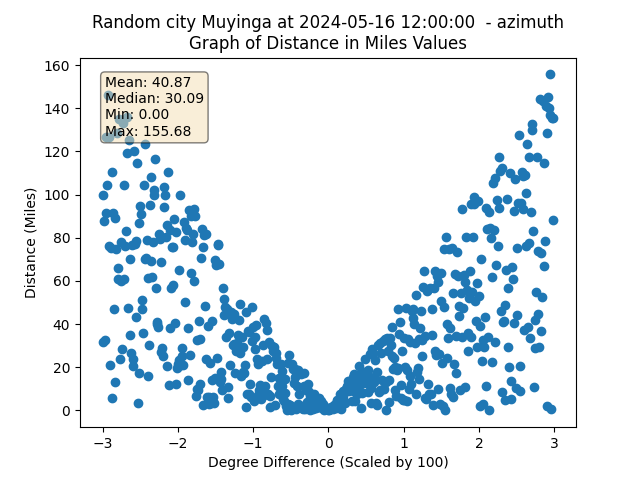 Random city Muyinga at 2024-05-16 12:00:00  - azimuth
Graph of Distance in Miles Values
Mean: 40.87
Median: 30.09
Min: 0.00
Max: 155.68
160
140
120
100
80
60
40
20
0
Distance (Miles)
−3
−2
−1
0
1
2
3
Degree Difference (Scaled by 100)